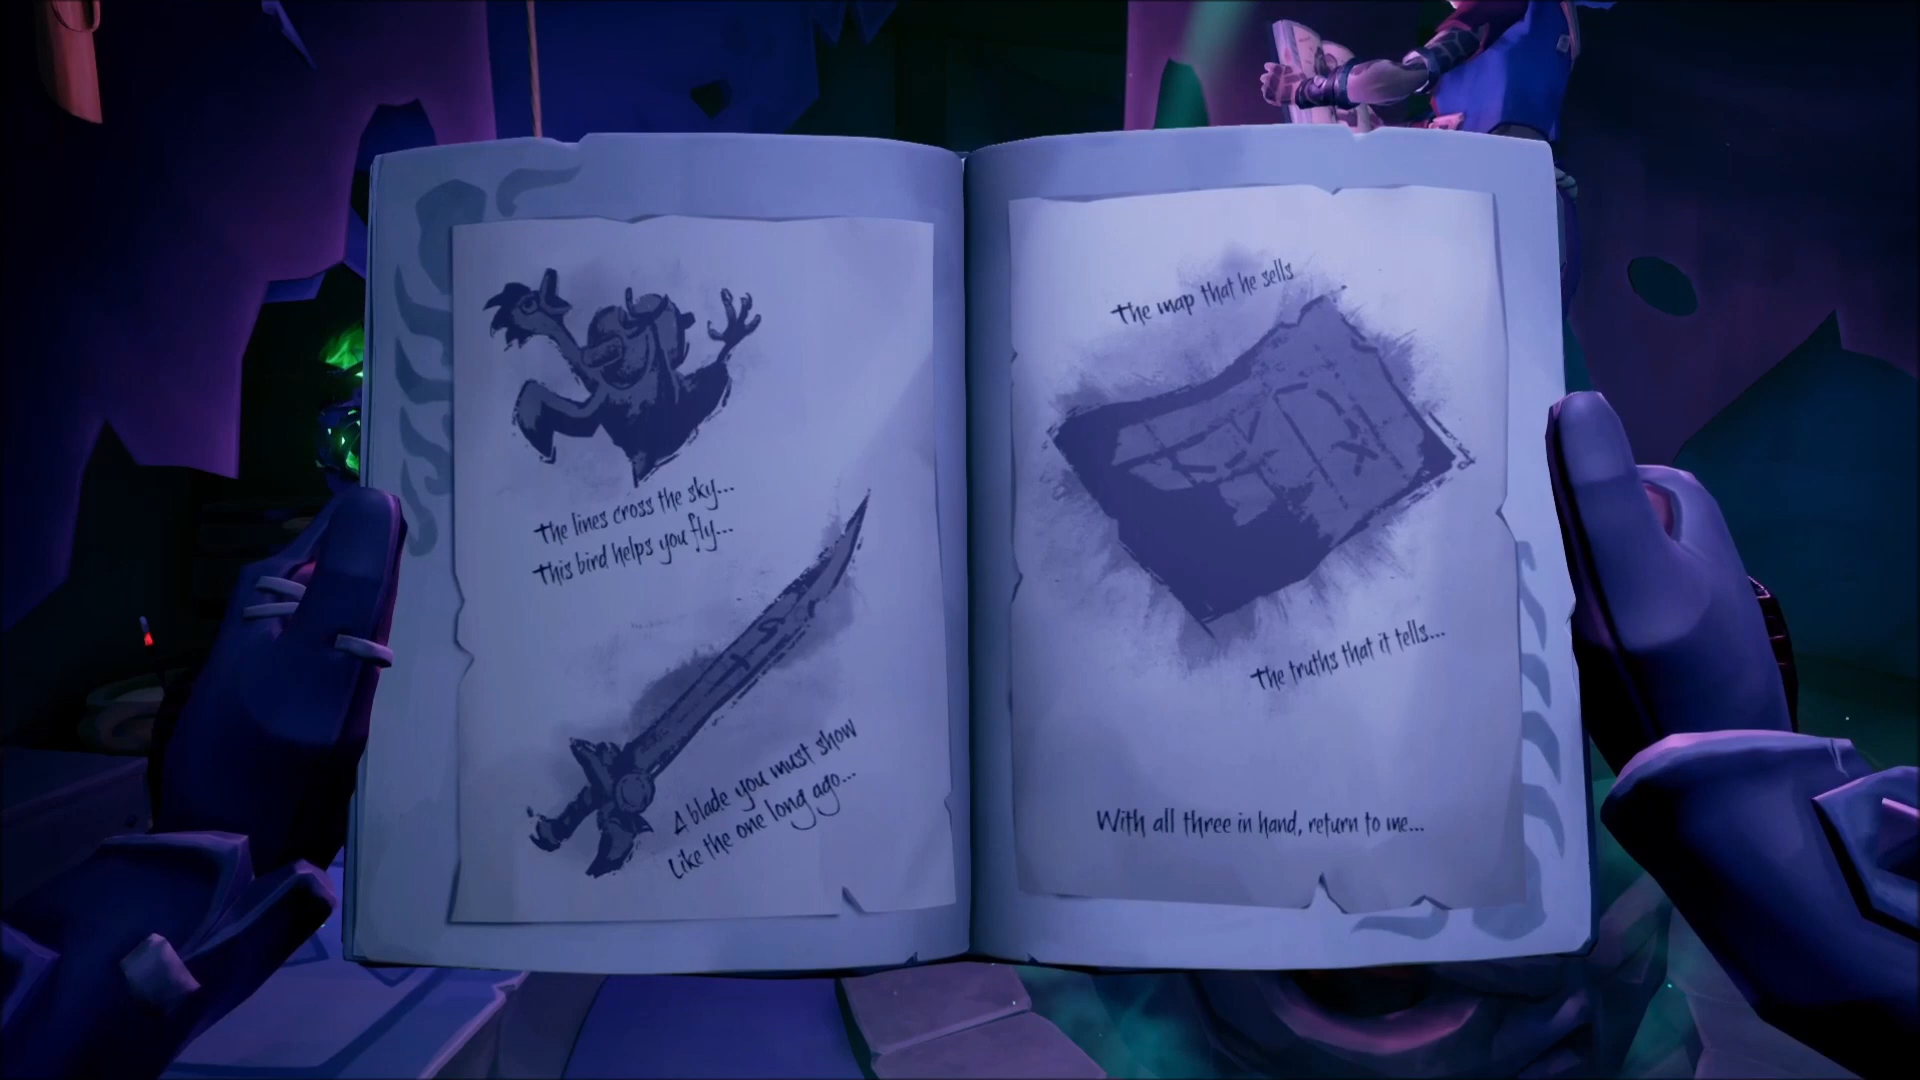 The lines cross the sky...
This bird helps you fly...
A blade you must show
Like the one long ago...
The map that he sells
The truths that it tells...
With all three in hand, return to me...